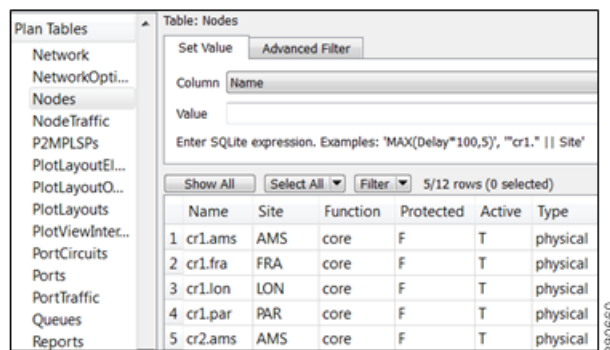 Plan Tables
Network
NetworkOpti...
Nodes
NodeTraffic
P2MPLSPs
PlotLayoutEl...
PlotLayoutO...
PlotLayouts
PlotViewInter...
PortCircuits
Ports
PortTraffic
Queues
Reports
Table: Nodes
Set Value Advanced Filter
Column Name
Value
Enter SQLite expression. Examples: 'MAX(Delay*100,5)', '"cr1." || Site'
Show All Select All Filter 5/12 rows (0 selected)
Name Site Function Protected Active Type
1 cr1.ams AMS core F T physical
2 cr1.fra FRA core F T physical
3 cr1.lon LON core F T physical
4 cr1.par PAR core F T physical
5 cr2.ams AMS core F T physical